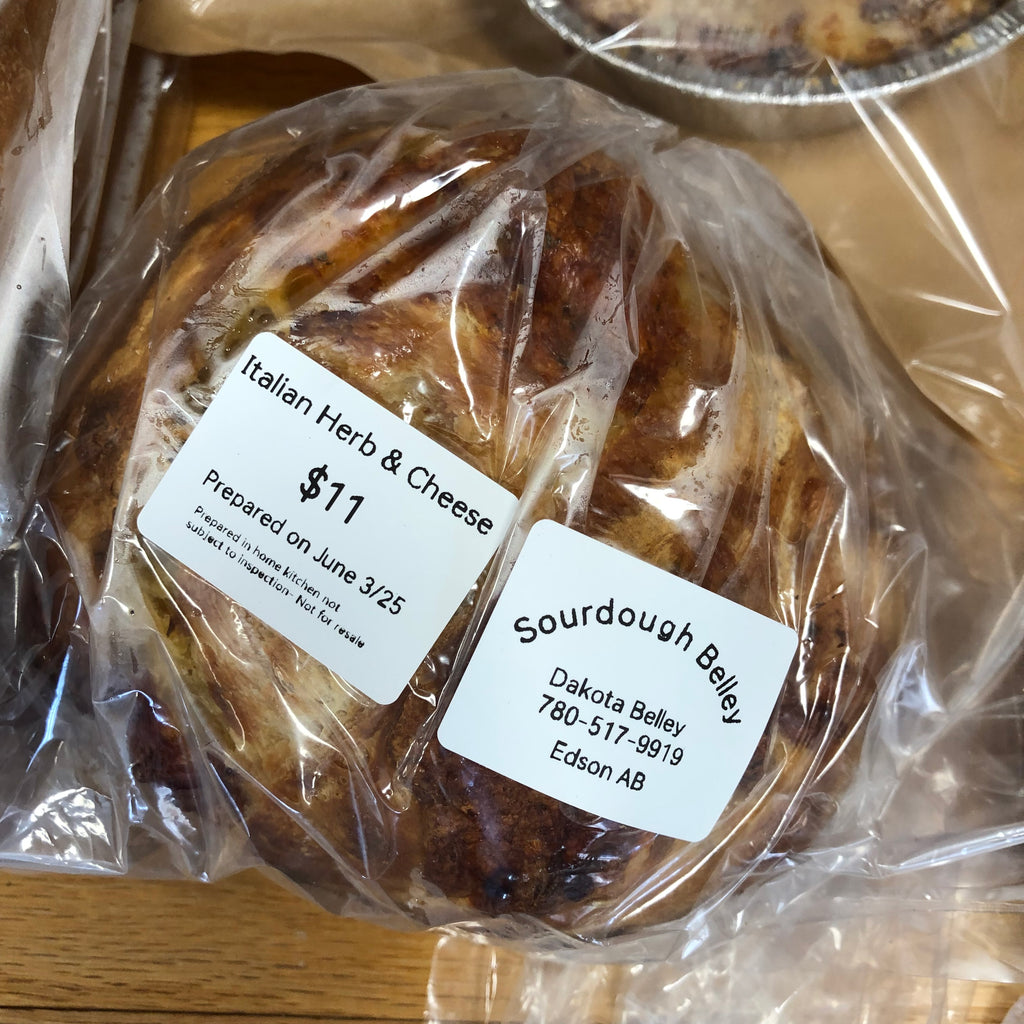 Italian Herb & Cheese
$11
Prepared on June 3/25
Prepared in home kitchen not
subject to inspection- Not for resale
Sourdough Belley
Dakota Belley
780-517-9919
Edson AB